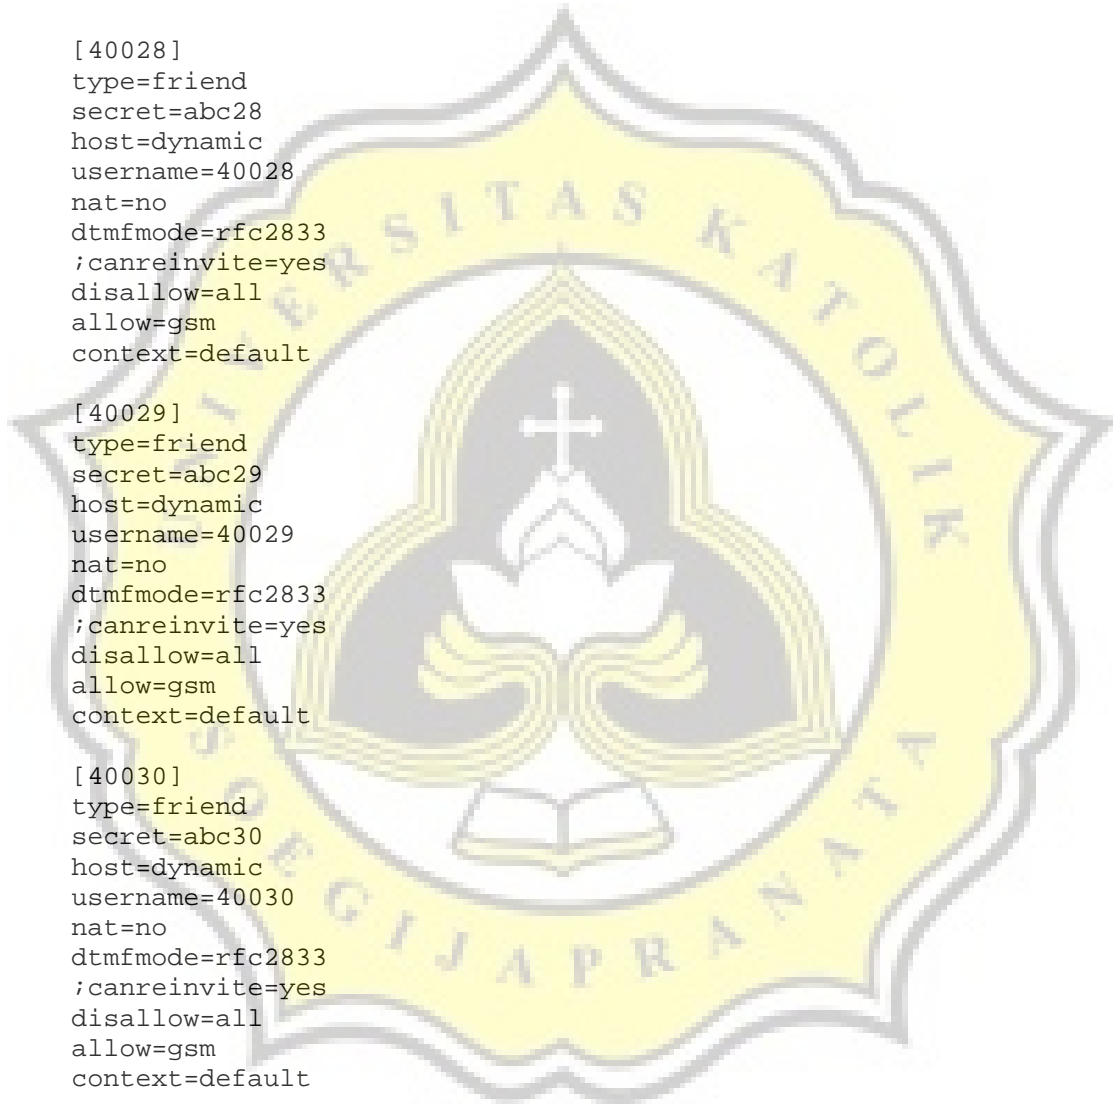 [40028]
type=friend
secret=abc28
host=dynamic
username=40028
nat=no
dtmfmode=rfc2833
;canreinvite=yes
disallow=all
allow=gsm
context=default
[40029]
type=friend
secret=abc29
host=dynamic
username=40029
nat=no
dtmfmode=rfc2833
;canreinvite=yes
disallow=all
allow=gsm
context=default
[40030]
type=friend
secret=abc30
host=dynamic
username=40030
nat=no
dtmfmode=rfc2833
;canreinvite=yes
disallow=all
allow=gsm
context=default
UNIVERSITAS KATOLIK
SOEGIJAPRANATA